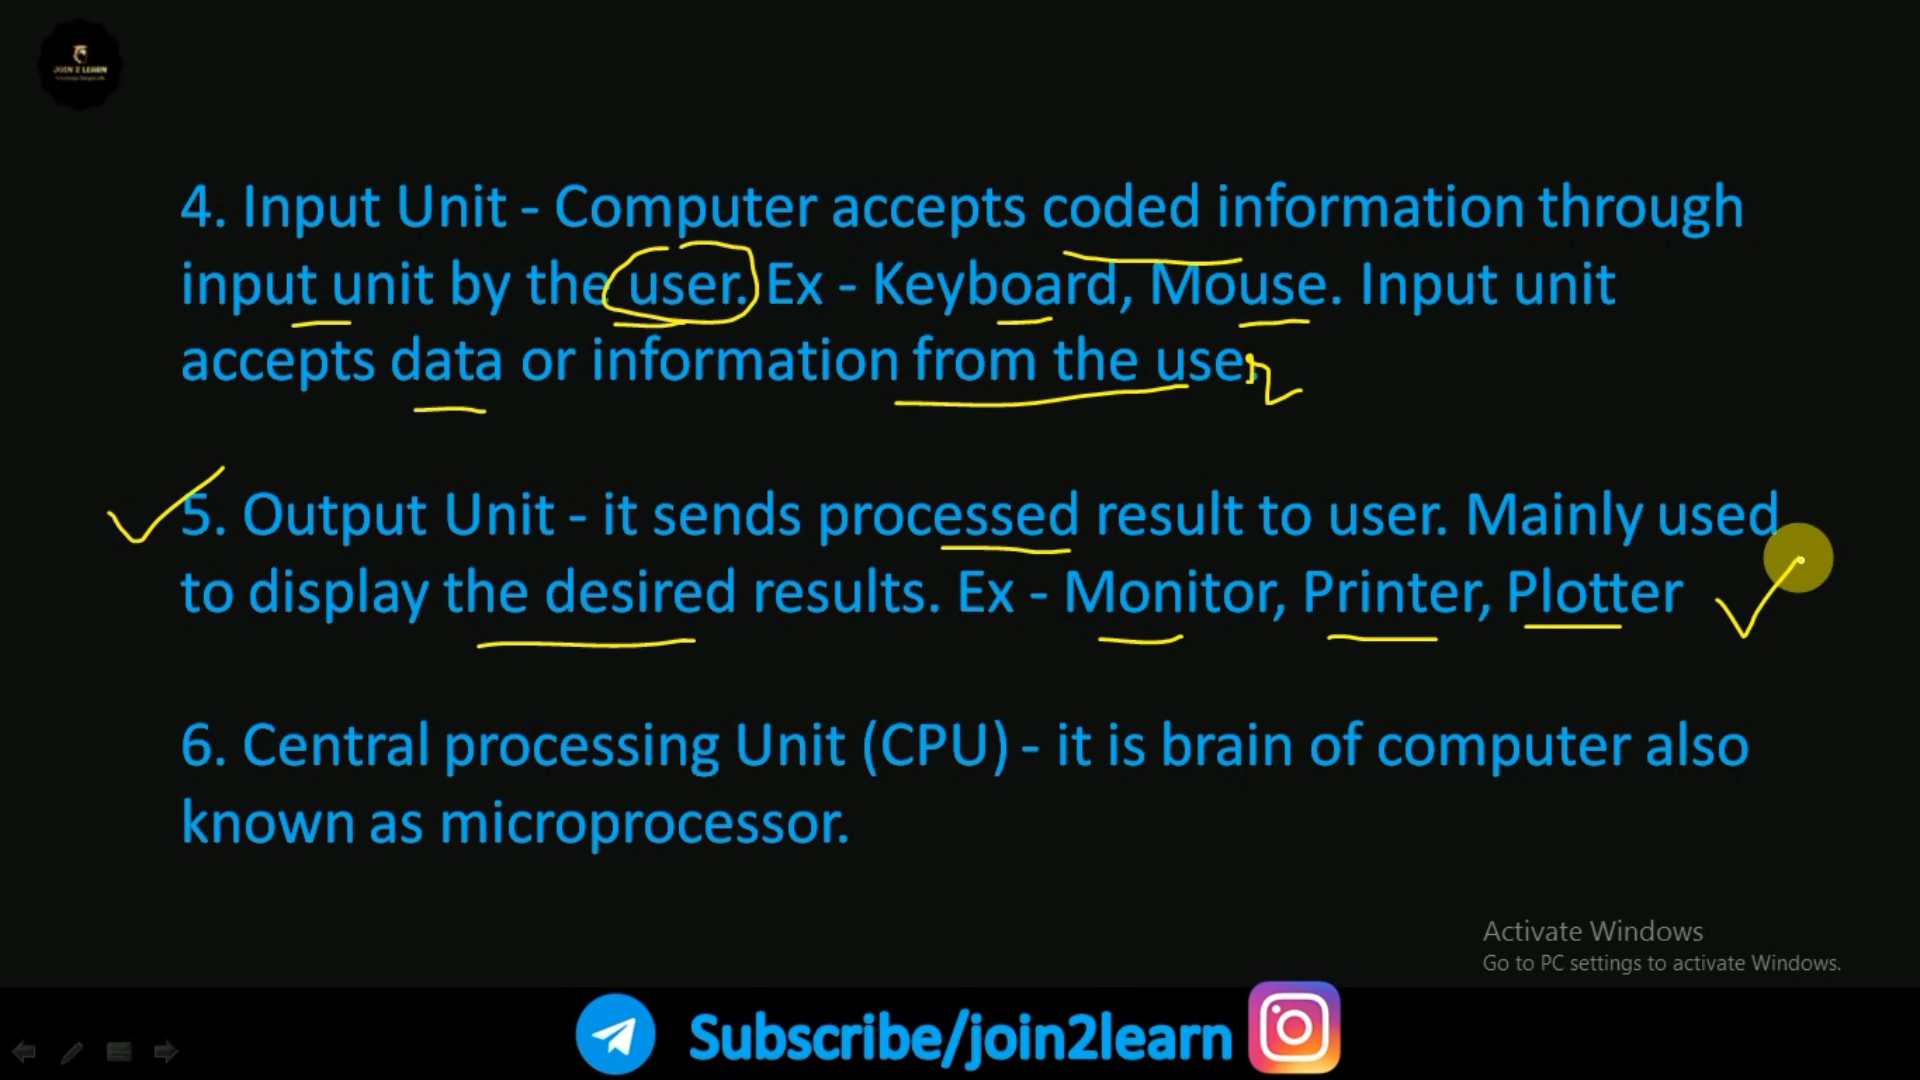 JOIN 2 LEARN
4. Input Unit - Computer accepts coded information through
input unit by the user. Ex - Keyboard, Mouse. Input unit
accepts data or information from the user
5. Output Unit - it sends processed result to user. Mainly used
to display the desired results. Ex - Monitor, Printer, Plotter
6. Central processing Unit (CPU) - it is brain of computer also
known as microprocessor.
Activate Windows
Go to PC settings to activate Windows.
Subscribe/join2learn